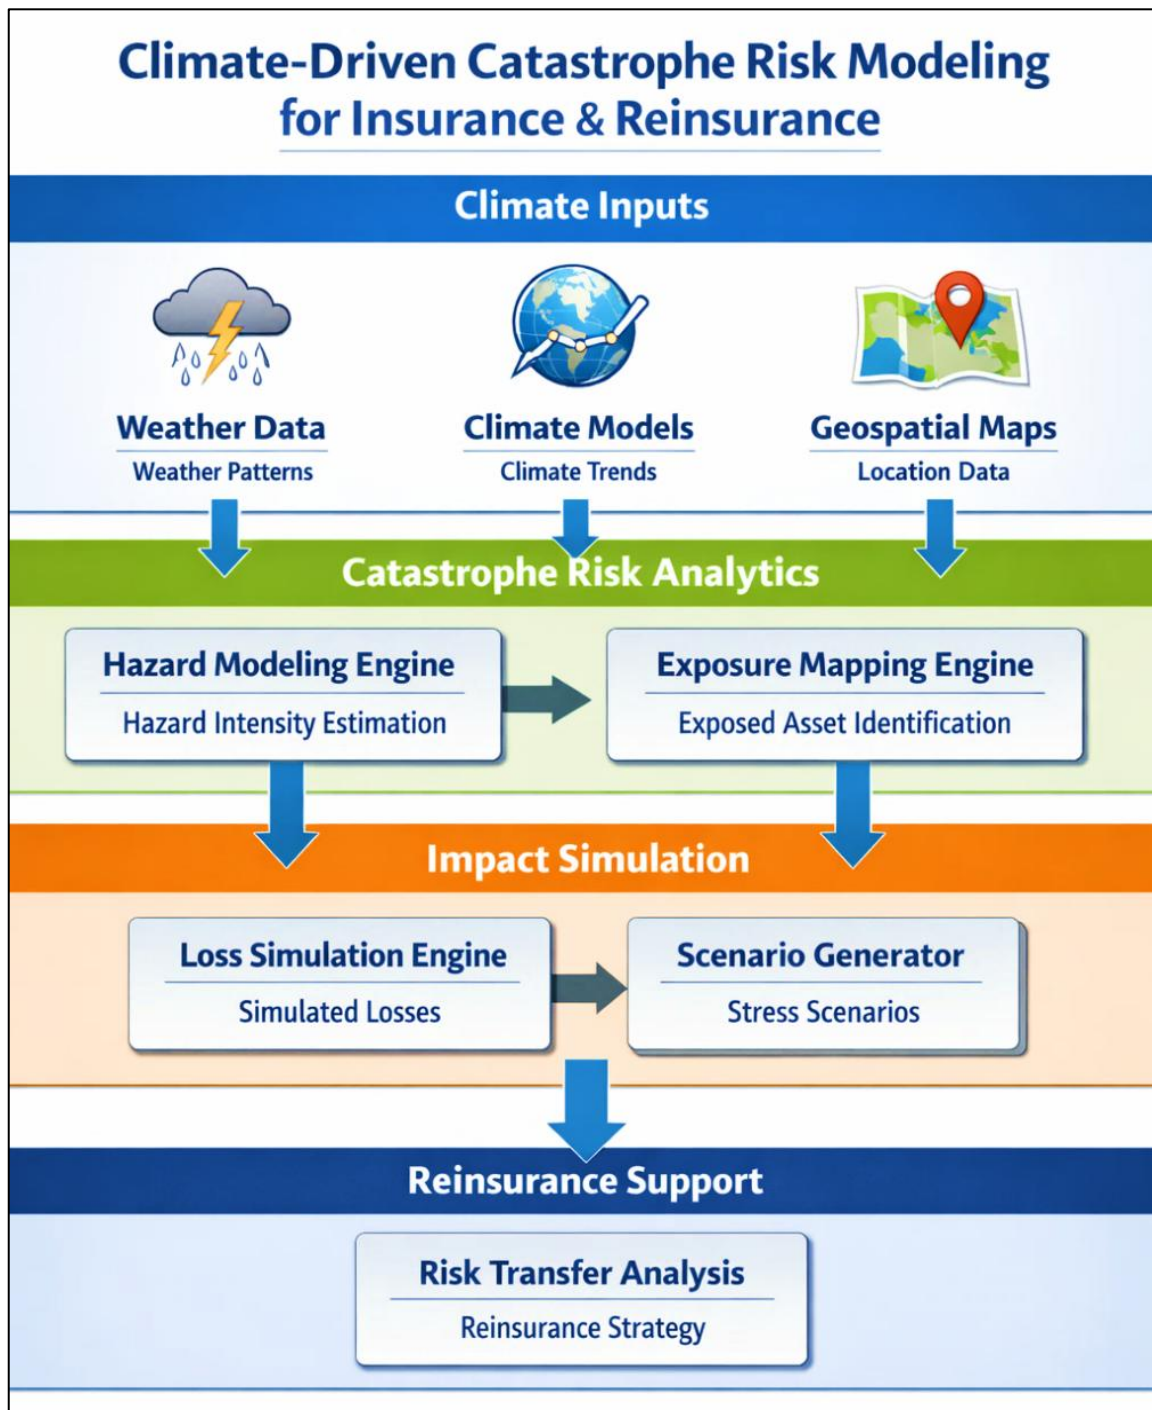 Climate-Driven Catastrophe Risk Modeling
for Insurance & Reinsurance
Climate Inputs
Weather Data
Weather Patterns
Climate Models
Climate Trends
Geospatial Maps
Location Data
Catastrophe Risk Analytics
Hazard Modeling Engine
Hazard Intensity Estimation
Exposure Mapping Engine
Exposed Asset Identification
Impact Simulation
Loss Simulation Engine
Simulated Losses
Scenario Generator
Stress Scenarios
Reinsurance Support
Risk Transfer Analysis
Reinsurance Strategy